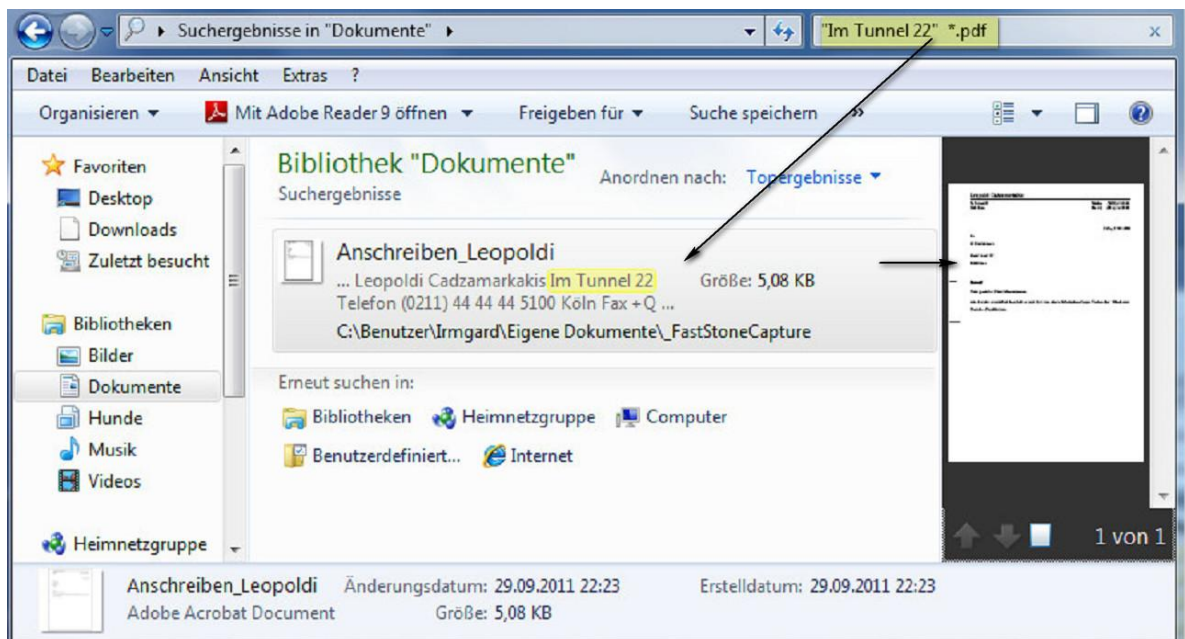 Suchergebnisse in "Dokumente"
"Im Tunnel 22" *.pdf
Datei Bearbeiten Ansicht Extras ?
Organisieren Mit Adobe Reader 9 öffnen Freigeben für Suche speichern »
Favoriten
Desktop
Downloads
Zuletzt besucht
Bibliotheken
Bilder
Dokumente
Hunde
Musik
Videos
Heimnetzgruppe
Bibliothek "Dokumente"
Suchergebnisse
Anordnen nach: Topergebnisse
Anschreiben_Leopoldi
... Leopoldi Cadzamarkakis Im Tunnel 22 Größe: 5,08 KB
Telefon (0211) 44 44 44 5100 Köln Fax +Q ...
C:\Benutzer\Irmgard\Eigene Dokumente\_FastStoneCapture
Erneut suchen in:
Bibliotheken Heimnetzgruppe Computer
Benutzerdefiniert... Internet
1 von 1
Anschreiben_Leopoldi Änderungsdatum: 29.09.2011 22:23 Erstelldatum: 29.09.2011 22:23
Adobe Acrobat Document Größe: 5,08 KB